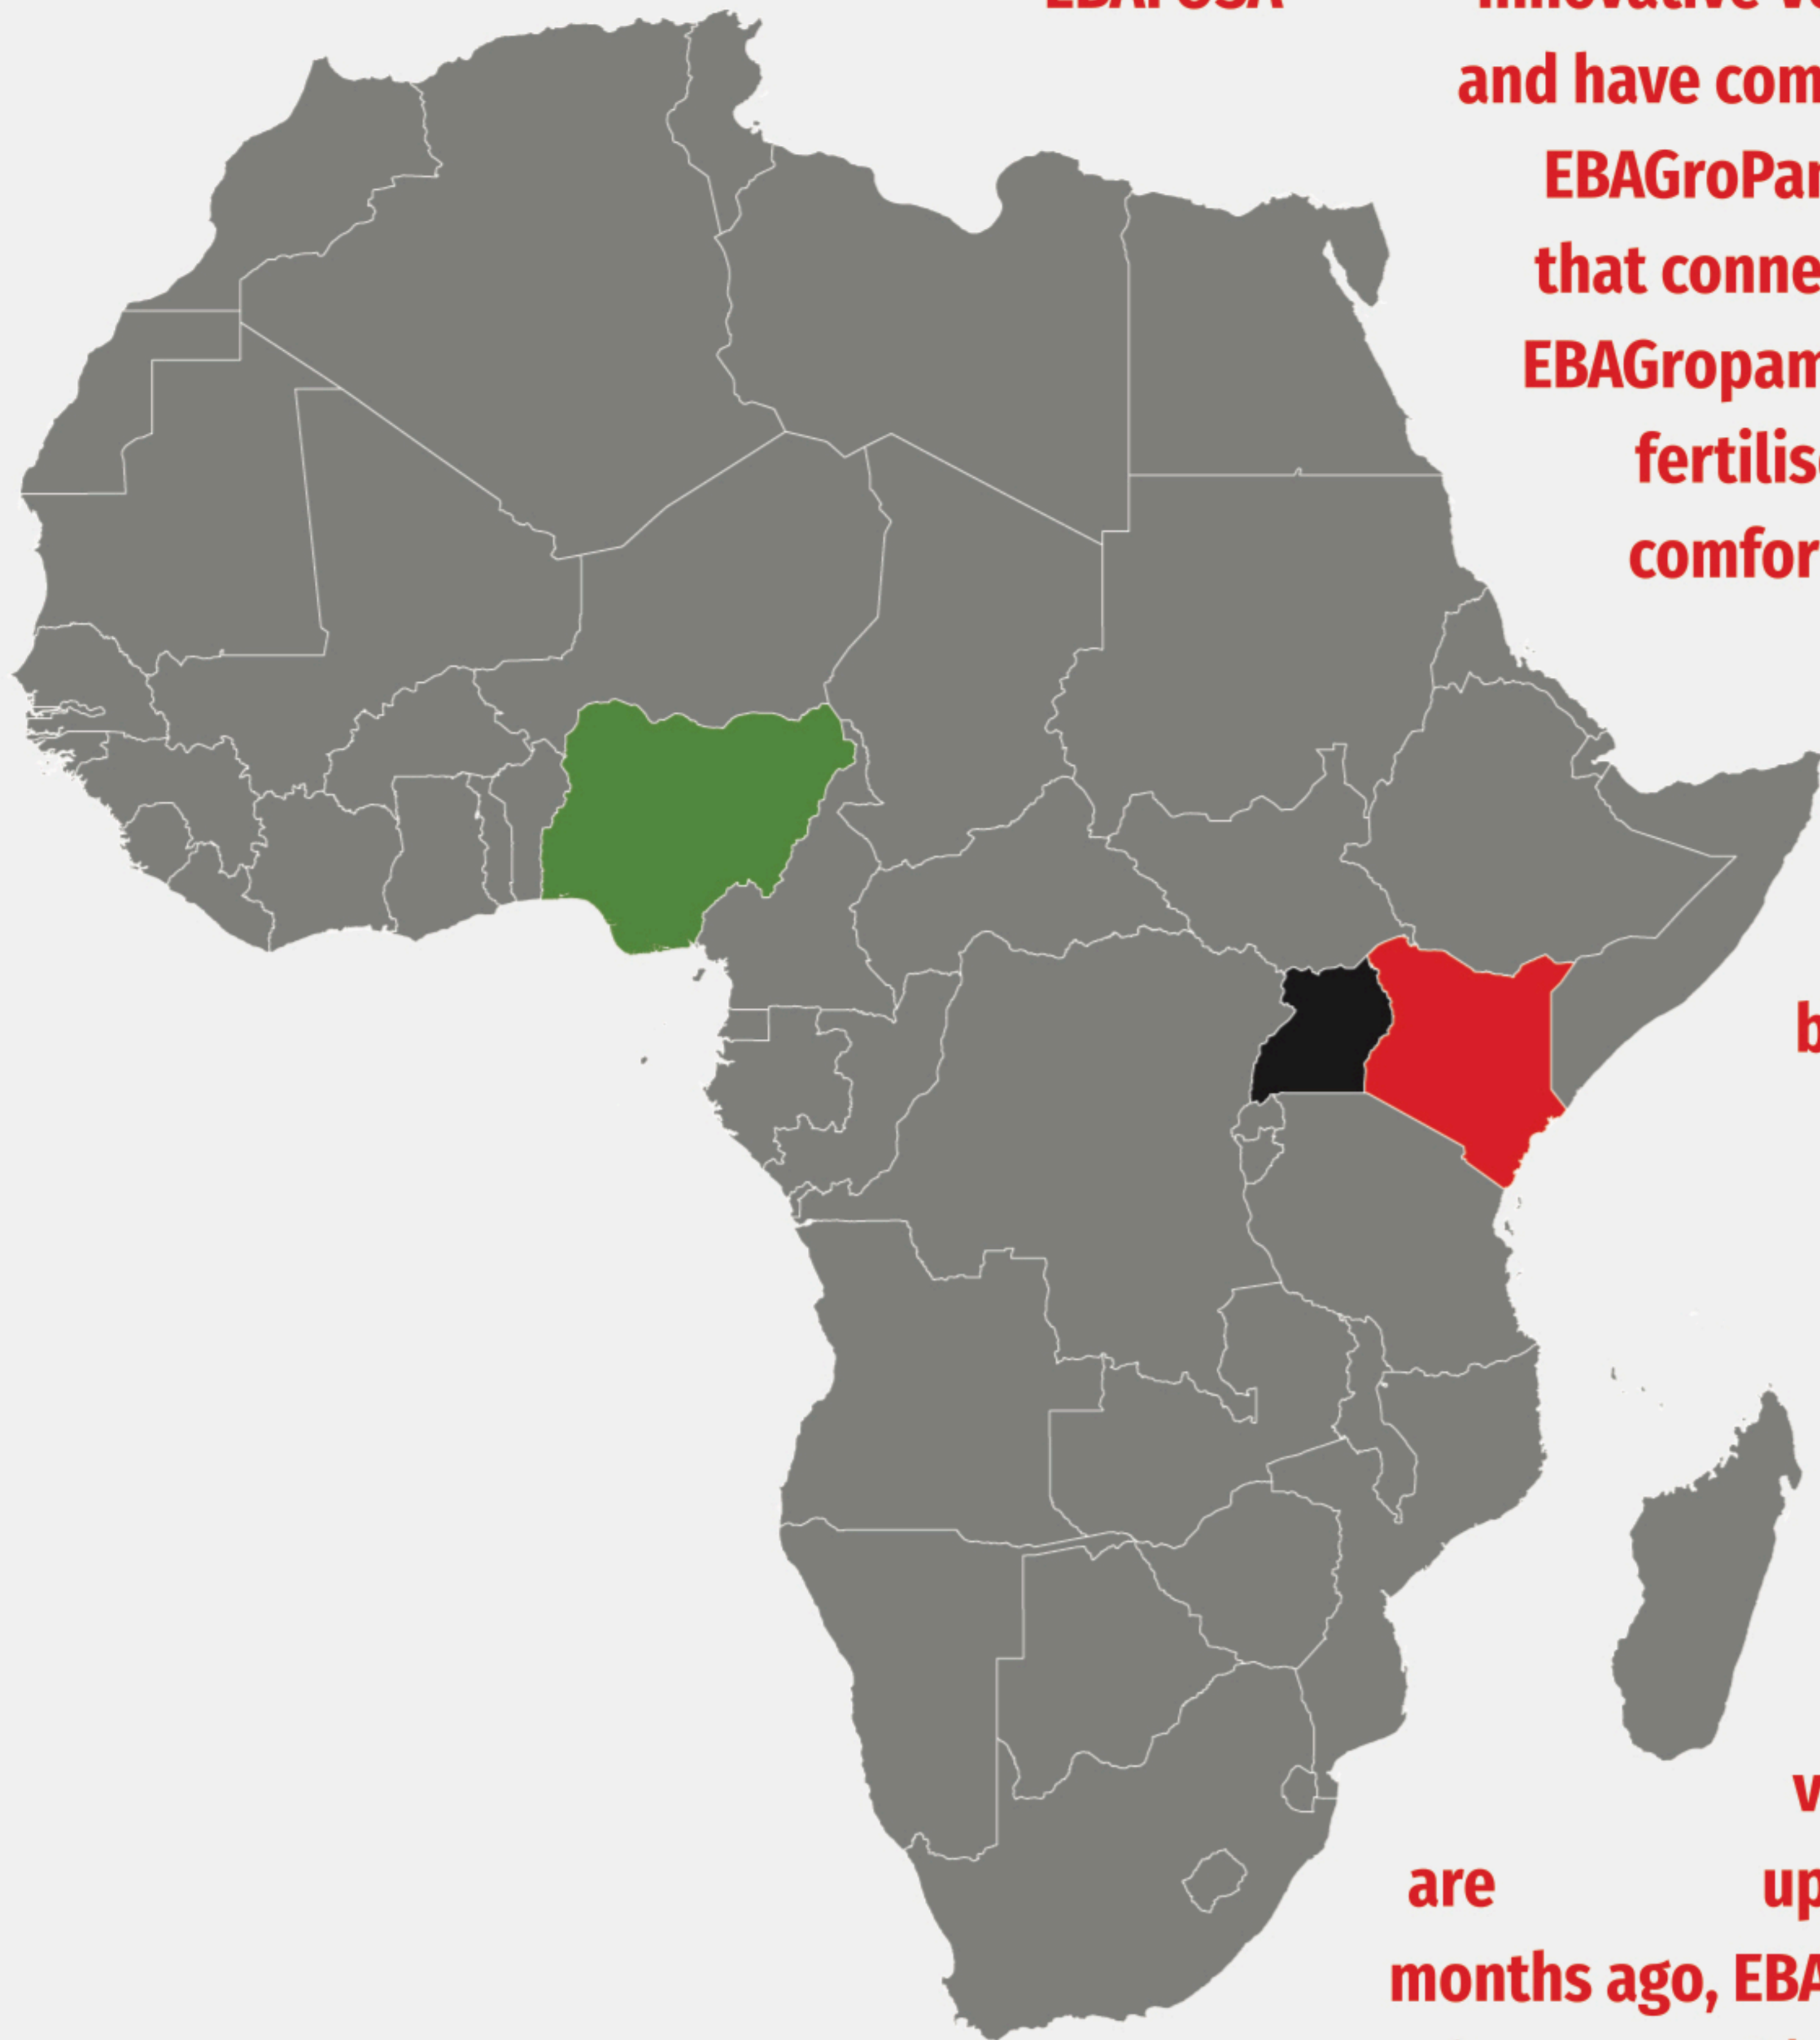 and have com
EBAGroPar
that conne
EBAGropam
fertilis
comfor
b
are up
months ago, EBA